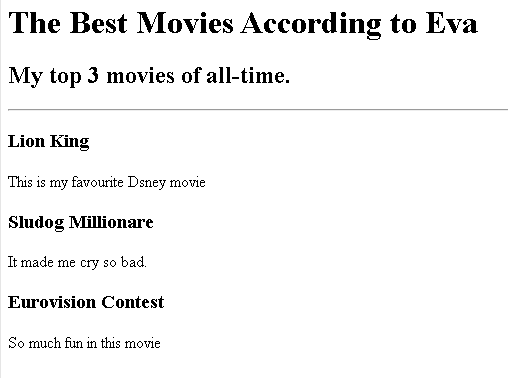 The Best Movies According to Eva
My top 3 movies of all-time.
Lion King
This is my favourite Dsney movie
Sludog Millionare
It made me cry so bad.
Eurovision Contest
So much fun in this movie